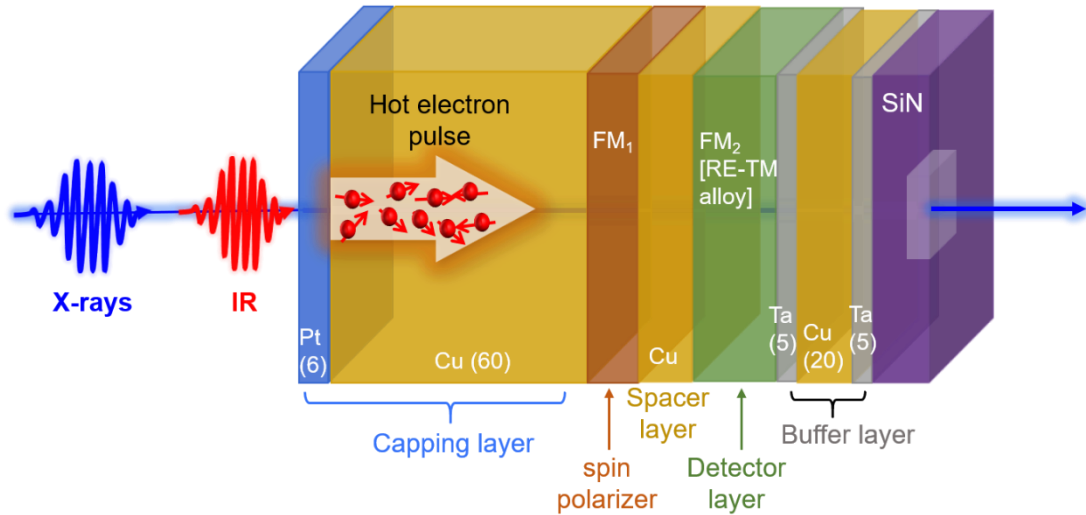 Hot electron
pulse
X-rays
IR
Pt
(6)
Cu (60)
FM₁
Cu
FM₂
[RE-TM
alloy]
Ta
(5)
Cu
(20)
Ta
(5)
SiN
Capping layer
Spacer
layer
Buffer layer
spin
polarizer
Detector
layer